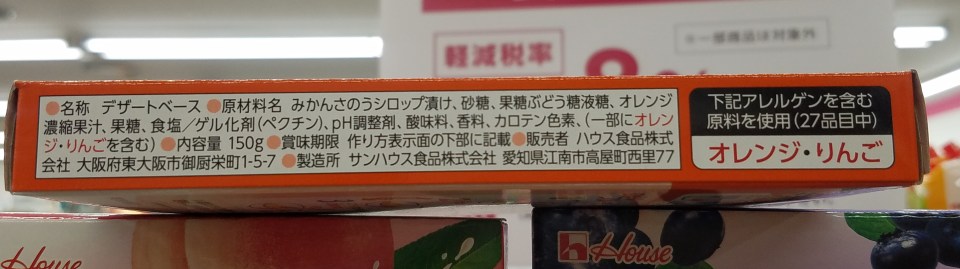 軽減税率
※一部商品は対象外
8%
●名称 デザートベース ●原材料名 みかんさのうシロップ漬け、砂糖、果糖ぶどう糖液糖、オレンジ
濃縮果汁、果糖、食塩／ゲル化剤(ペクチン)、pH調整剤、酸味料、香料、カロテン色素、(一部にオレン
ジ・りんごを含む) ●内容量 150g ●賞味期限 作り方表示面の下部に記載 ●販売者 ハウス食品株式
会社 大阪府東大阪市御厨栄町1-5-7 ●製造所 サンハウス食品株式会社 愛知県江南市高屋町西里77
下記アレルゲンを含む
原料を使用(27品目中)
オレンジ・りんご
House
House